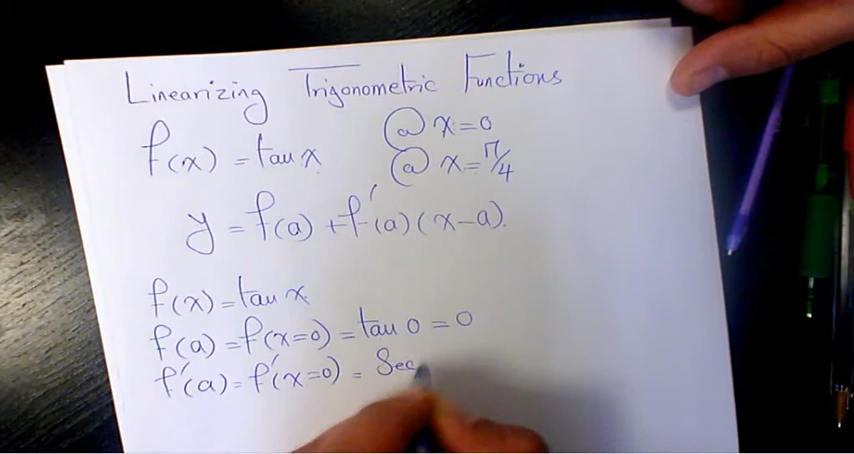 Linearizing Trigonometric Functions
f(x) = tan x @ x=0
@ x = π/4
y = f(a) + f'(a)(x-a).
f(x) = tan x
f(a) = f(x=0) = tan 0 = 0
f'(a) = f'(x=0) = Sec